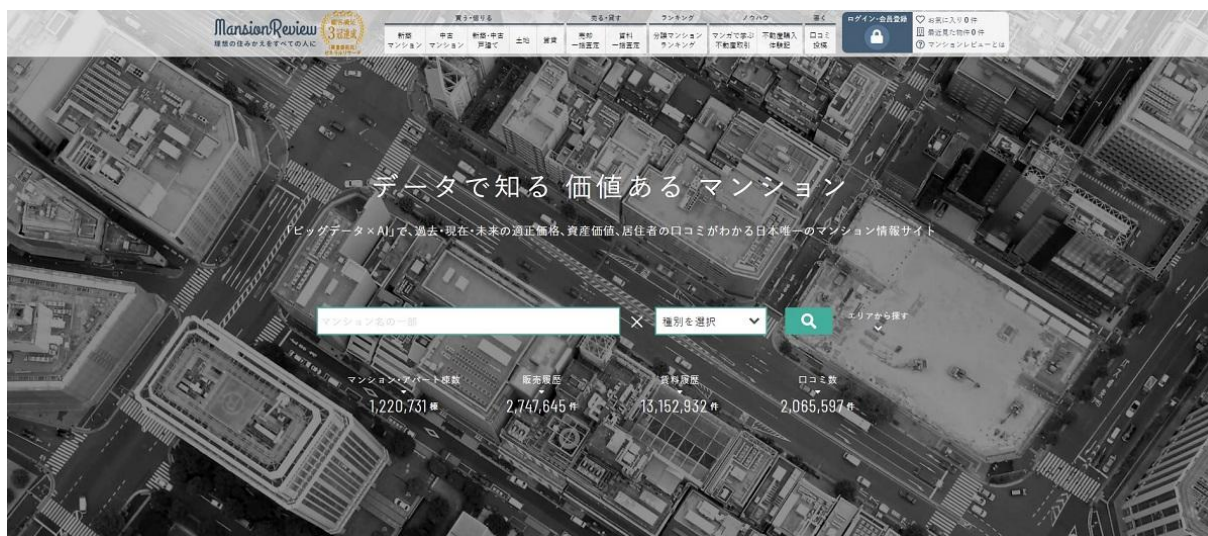 MansionReview
理想の住みかえをすべての人に
3冠達成
買う・借りる
新築
マンション
中古
マンション
新築・中古
戸建て
土地
賃貸
売る・貸す
売却
一括査定
賃料
一括査定
ランキング
分譲マンション
ランキング
ノウハウ
マンガで学ぶ
不動産取引
不動産購入
体験記
書く
口コミ
投稿
ログイン・会員登録
お気に入り0件
最近見た物件0件
マンションレビューとは
データで知る 価値ある マンション
「ビッグデータ×AI」で、過去・現在・未来の適正価格、資産価値、居住者の口コミがわかる日本唯一のマンション情報サイト
マンション名の一部
×
種別を選択
エリアから探す
マンション・アパート棟数
1,220,731棟
販売履歴
2,747,645件
賃料履歴
13,152,932件
口コミ数
2,065,597件